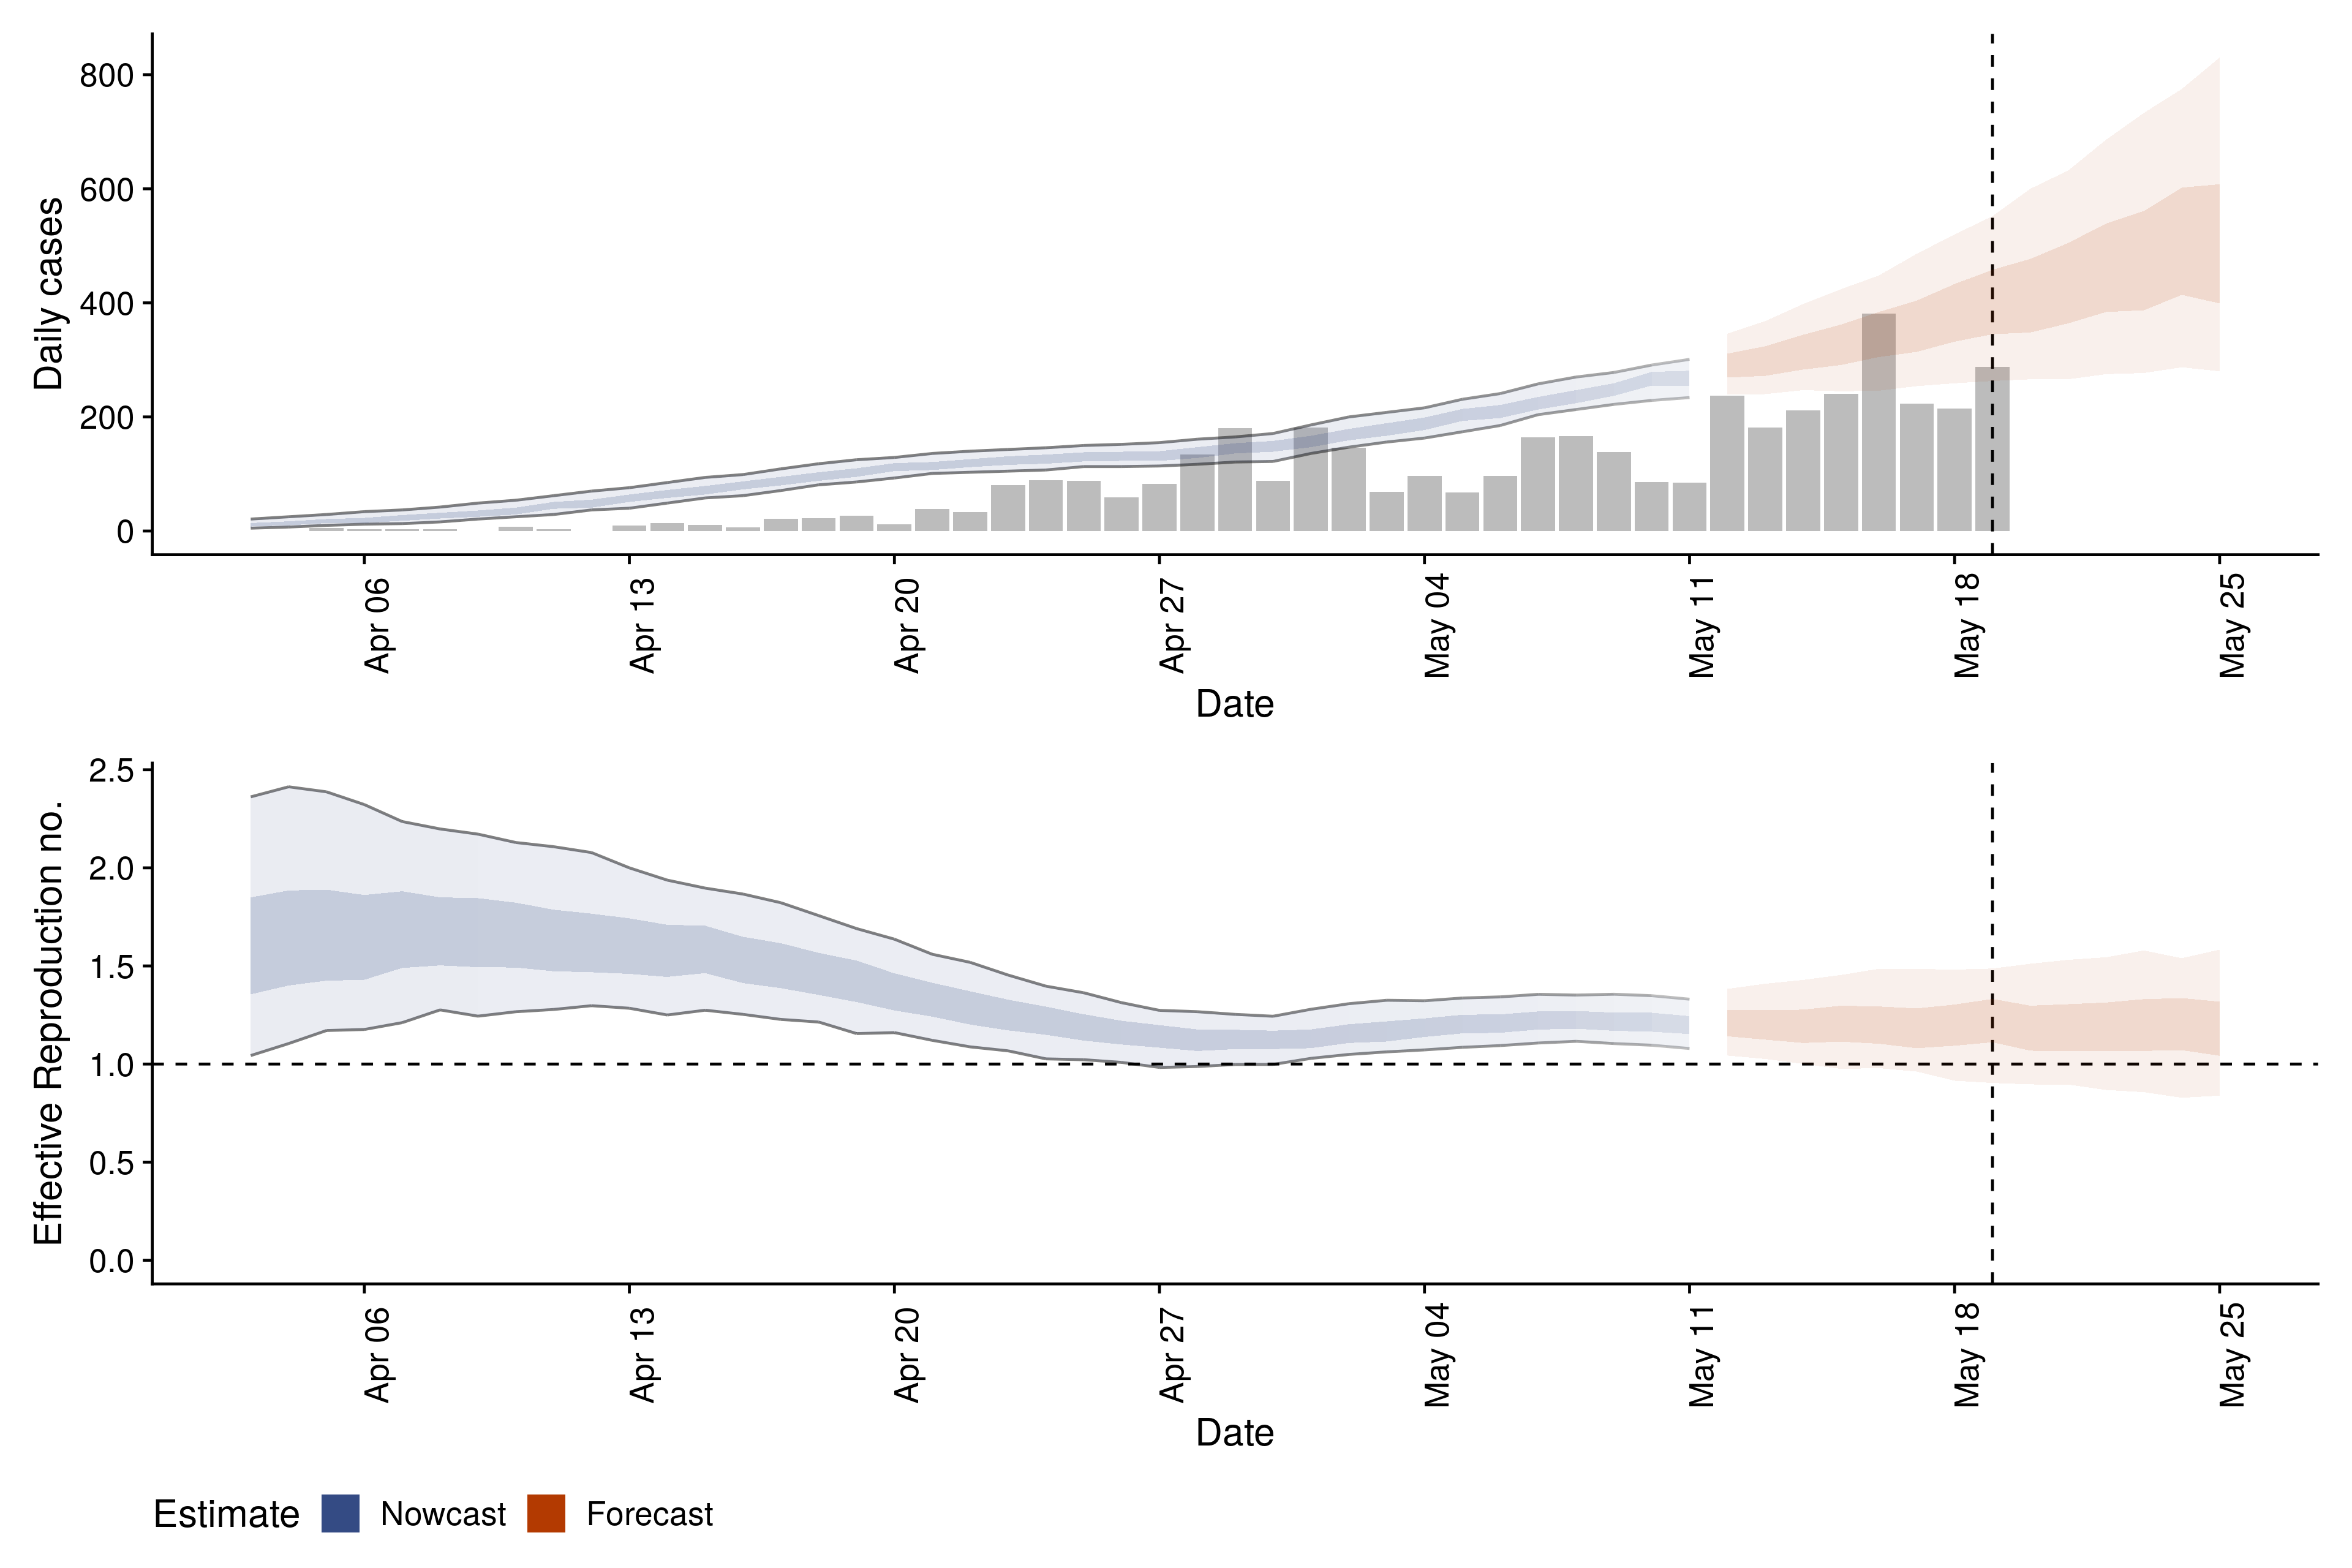 Daily cases
800
600
400
200
0
Apr 06 Apr 13 Apr 20 Apr 27 May 04 May 11 May 18 May 25
Date
Effective Reproduction no.
2.5
2.0
1.5
1.0
0.5
0.0
Apr 06 Apr 13 Apr 20 Apr 27 May 04 May 11 May 18 May 25
Date
Estimate Nowcast Forecast